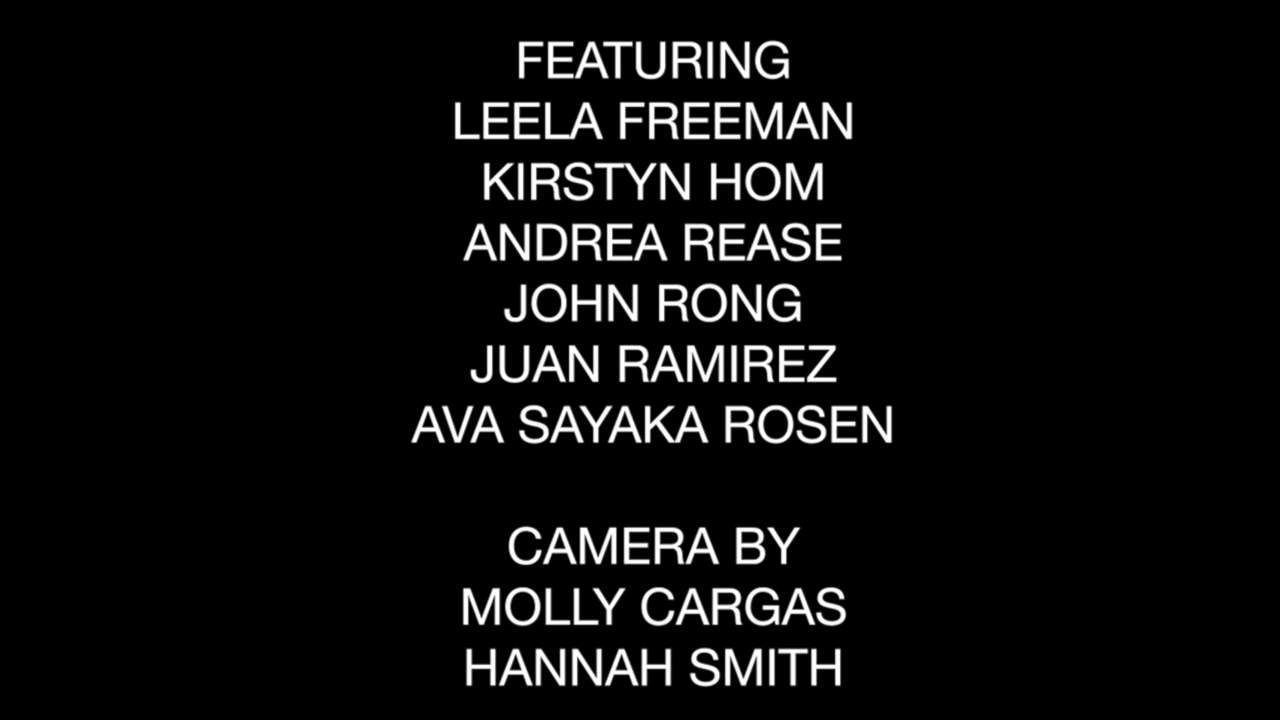 FEATURING
LEELA FREEMAN
KIRSTYN HOM
ANDREA REASE
JOHN RONG
JUAN RAMIREZ
AVA SAYAKA ROSEN
CAMERA BY
MOLLY CARGAS
HANNAH SMITH